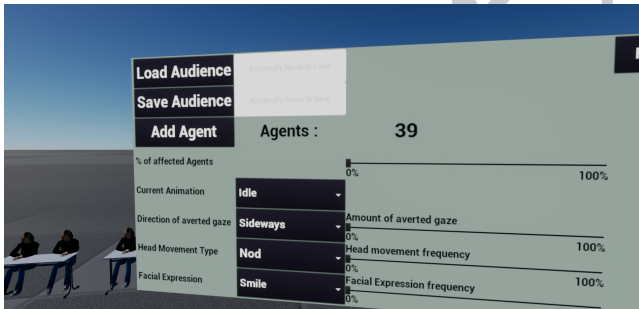 Load Audience Audience's Name to Load
Save Audience Audience's Name to Save
Add Agent Agents : 39
% of affected Agents
0% 100%
Current Animation Idle
Direction of averted gaze Sideways Amount of averted gaze
0% 100%
Head Movement Type Nod Head movement frequency
0% 100%
Facial Expression Smile Facial Expression frequency
0%